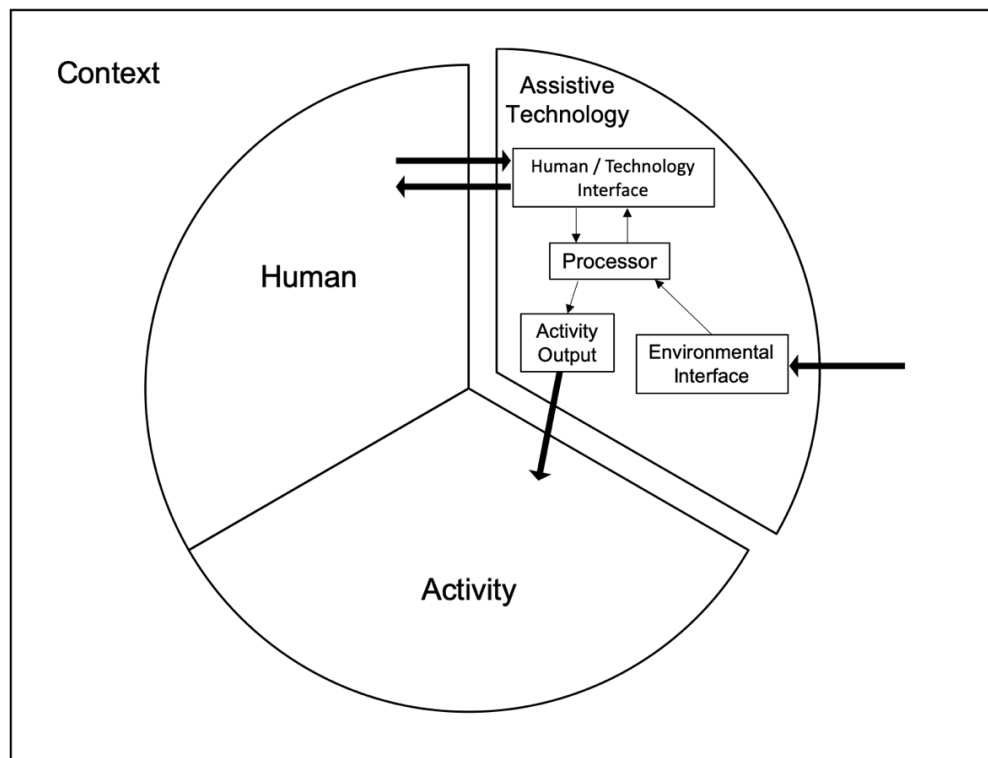 Context
Assistive
Technology
Human / Technology
Interface
Processor
Activity
Output
Environmental
Interface
Human
Activity